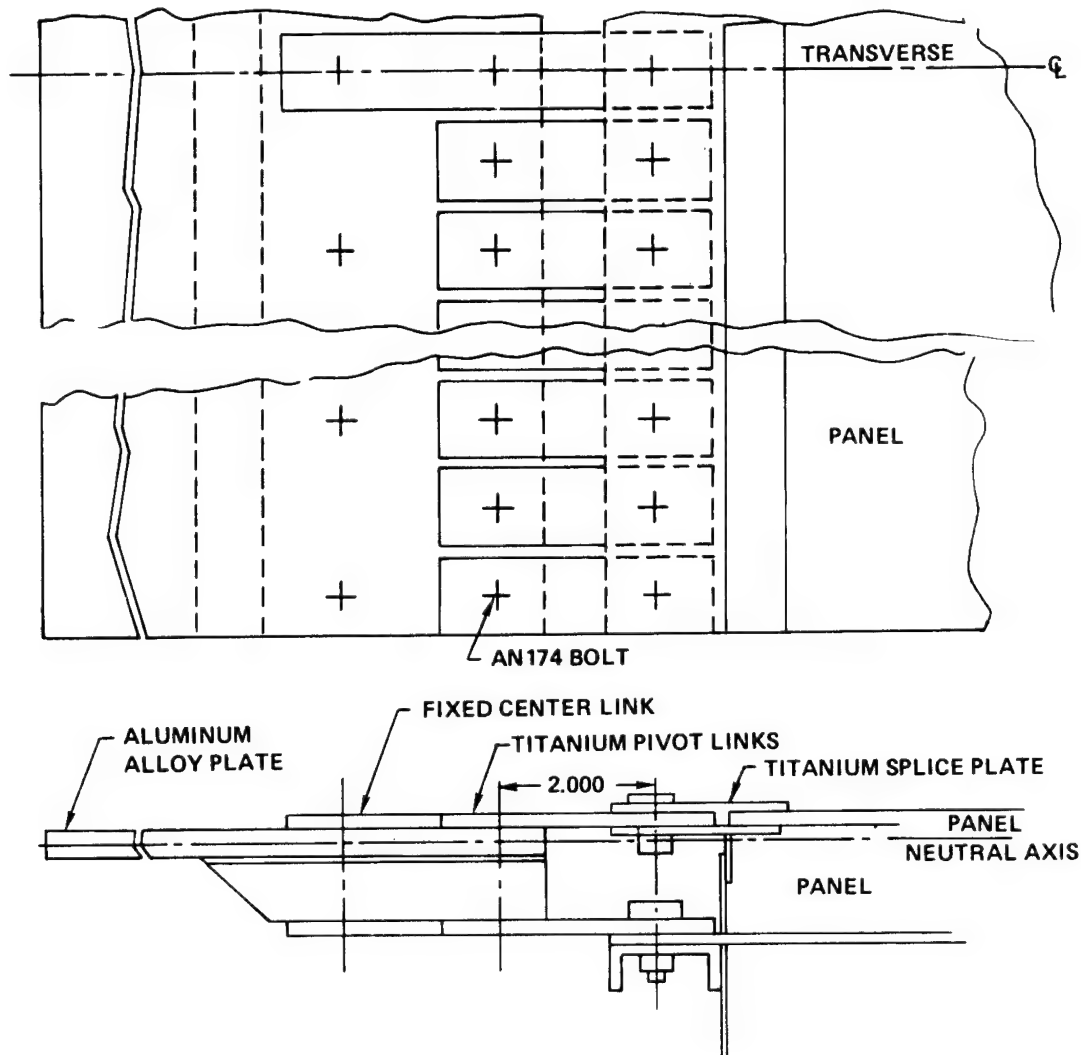 TRANSVERSE
℄
PANEL
AN174 BOLT
FIXED CENTER LINK
ALUMINUM
ALLOY PLATE
TITANIUM PIVOT LINKS
2.000
TITANIUM SPLICE PLATE
PANEL
NEUTRAL AXIS
PANEL